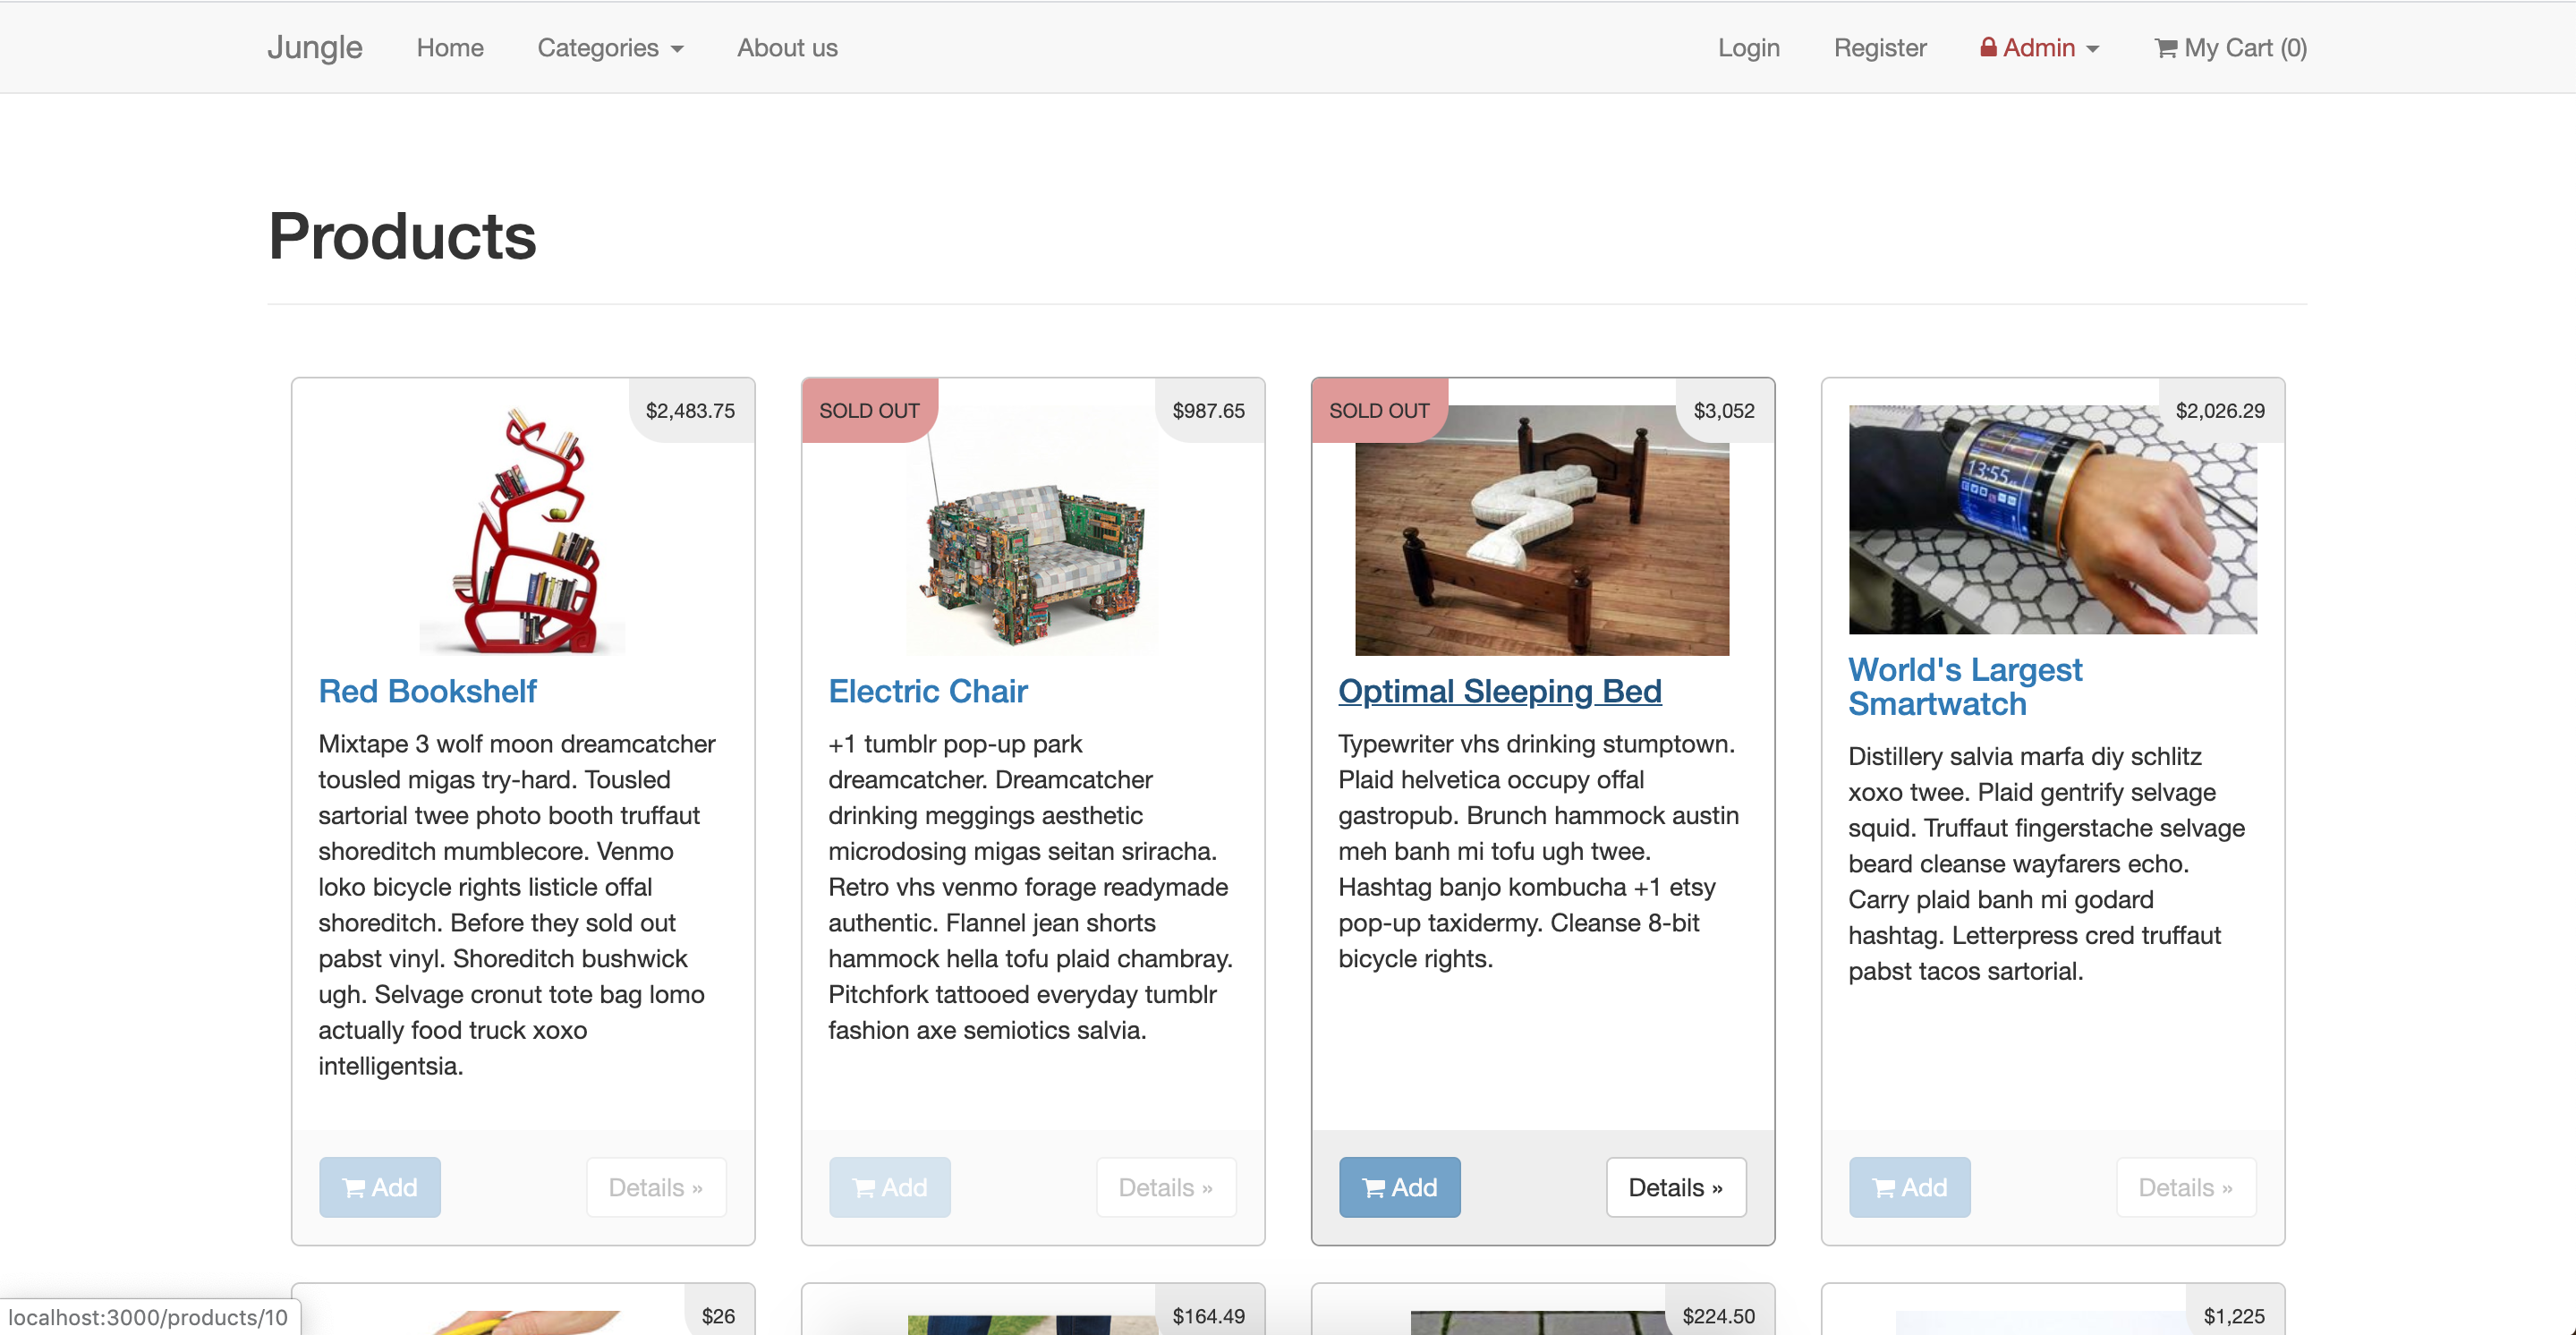 Jungle Home Categories About us Login Register Admin My Cart (0)
Products
$2,483.75
Red Bookshelf
Mixtape 3 wolf moon dreamcatcher
tousled migas try-hard. Tousled
sartorial twee photo booth truffaut
shoreditch mumblecore. Venmo
loko bicycle rights listicle offal
shoreditch. Before they sold out
pabst vinyl. Shoreditch bushwick
ugh. Selvage cronut tote bag lomo
actually food truck xoxo
intelligentsia.
Add Details »
SOLD OUT $987.65
Electric Chair
+1 tumblr pop-up park
dreamcatcher. Dreamcatcher
drinking meggings aesthetic
microdosing migas seitan sriracha.
Retro vhs venmo forage readymade
authentic. Flannel jean shorts
hammock hella tofu plaid chambray.
Pitchfork tattooed everyday tumblr
fashion axe semiotics salvia.
Add Details »
SOLD OUT $3,052
Optimal Sleeping Bed
Typewriter vhs drinking stumptown.
Plaid helvetica occupy offal
gastropub. Brunch hammock austin
meh banh mi tofu ugh twee.
Hashtag banjo kombucha +1 etsy
pop-up taxidermy. Cleanse 8-bit
bicycle rights.
Add Details »
$2,026.29
13:55
World's Largest
Smartwatch
Distillery salvia marfa diy schlitz
xoxo twee. Plaid gentrify selvage
squid. Truffaut fingerstache selvage
beard cleanse wayfarers echo.
Carry plaid banh mi godard
hashtag. Letterpress cred truffaut
pabst tacos sartorial.
Add Details »
$26
$164.49
$224.50
$1,225
localhost:3000/products/10